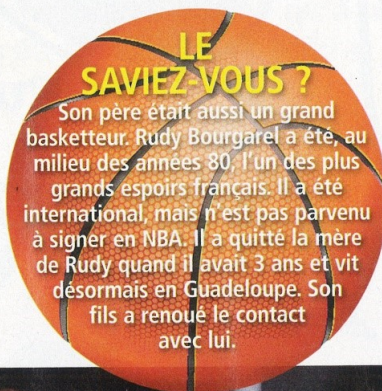 LE
SAVIEZ-VOUS ?
Son père était aussi un grand
basketteur. Rudy Bourgarel a été, au
milieu des années 80, l'un des plus
grands espoirs français. Il a été
international, mais n'est pas parvenu
à signer en NBA. Il a quitté la mère
de Rudy quand il avait 3 ans et vit
désormais en Guadeloupe. Son
fils a renoué le contact
avec lui.